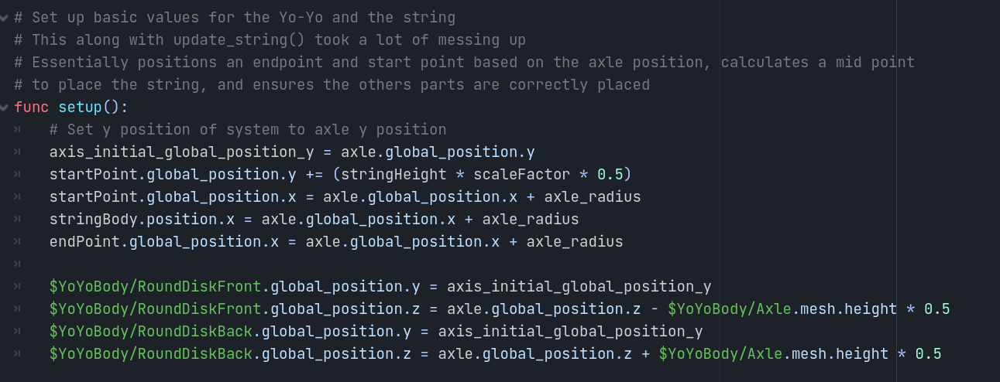 # Set up basic values for the Yo-Yo and the string
# This along with update_string() took a lot of messing up
# Essentially positions an endpoint and start point based on the axle position, calculates a mid point
# to place the string, and ensures the others parts are correctly placed
func setup():
# Set y position of system to axle y position
axis_initial_global_position_y = axle.global_position.y
startPoint.global_position.y += (stringHeight * scaleFactor * 0.5)
startPoint.global_position.x = axle.global_position.x + axle_radius
stringBody.position.x = axle.global_position.x + axle_radius
endPoint.global_position.x = axle.global_position.x + axle_radius
$YoYoBody/RoundDiskFront.global_position.y = axis_initial_global_position_y
$YoYoBody/RoundDiskFront.global_position.z = axle.global_position.z - $YoYoBody/Axle.mesh.height * 0.5
$YoYoBody/RoundDiskBack.global_position.y = axis_initial_global_position_y
$YoYoBody/RoundDiskBack.global_position.z = axle.global_position.z + $YoYoBody/Axle.mesh.height * 0.5